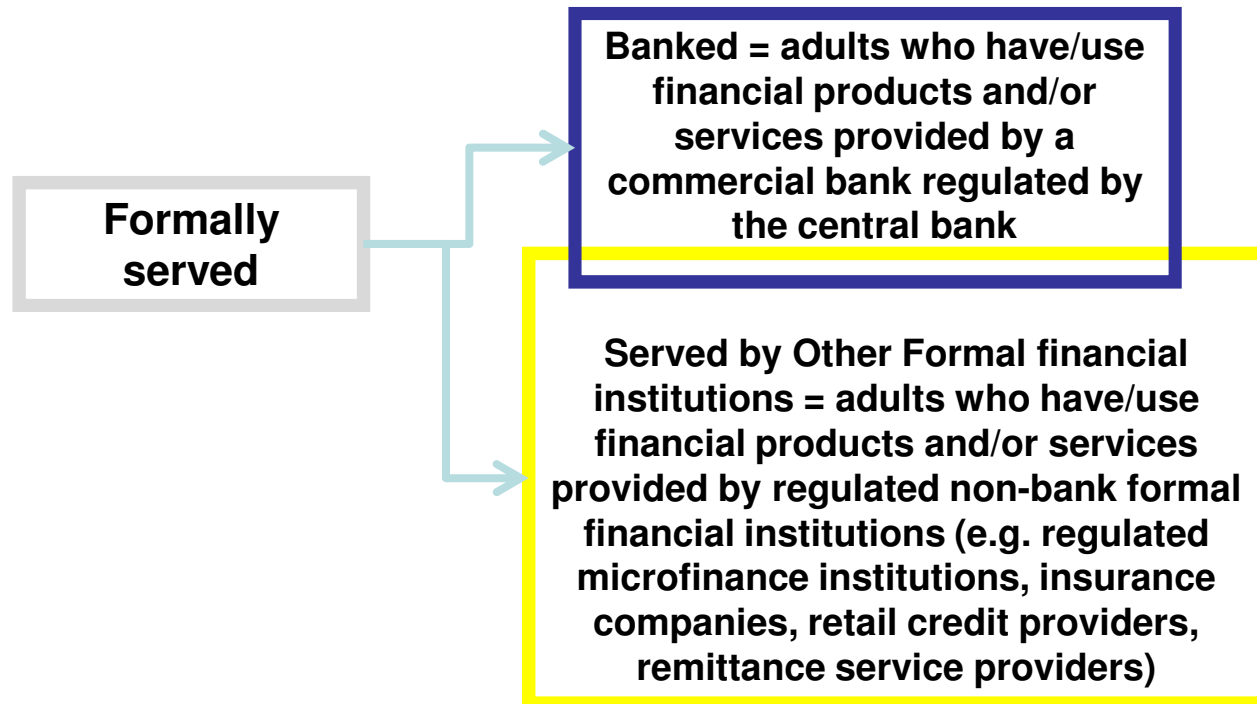 Banked = adults who have/use
financial products and/or
services provided by a
commercial bank regulated by
the central bank
Formally
served
Served by Other Formal financial
institutions = adults who have/use
financial products and/or services
provided by regulated non-bank formal
financial institutions (e.g. regulated
microfinance institutions, insurance
companies, retail credit providers,
remittance service providers)